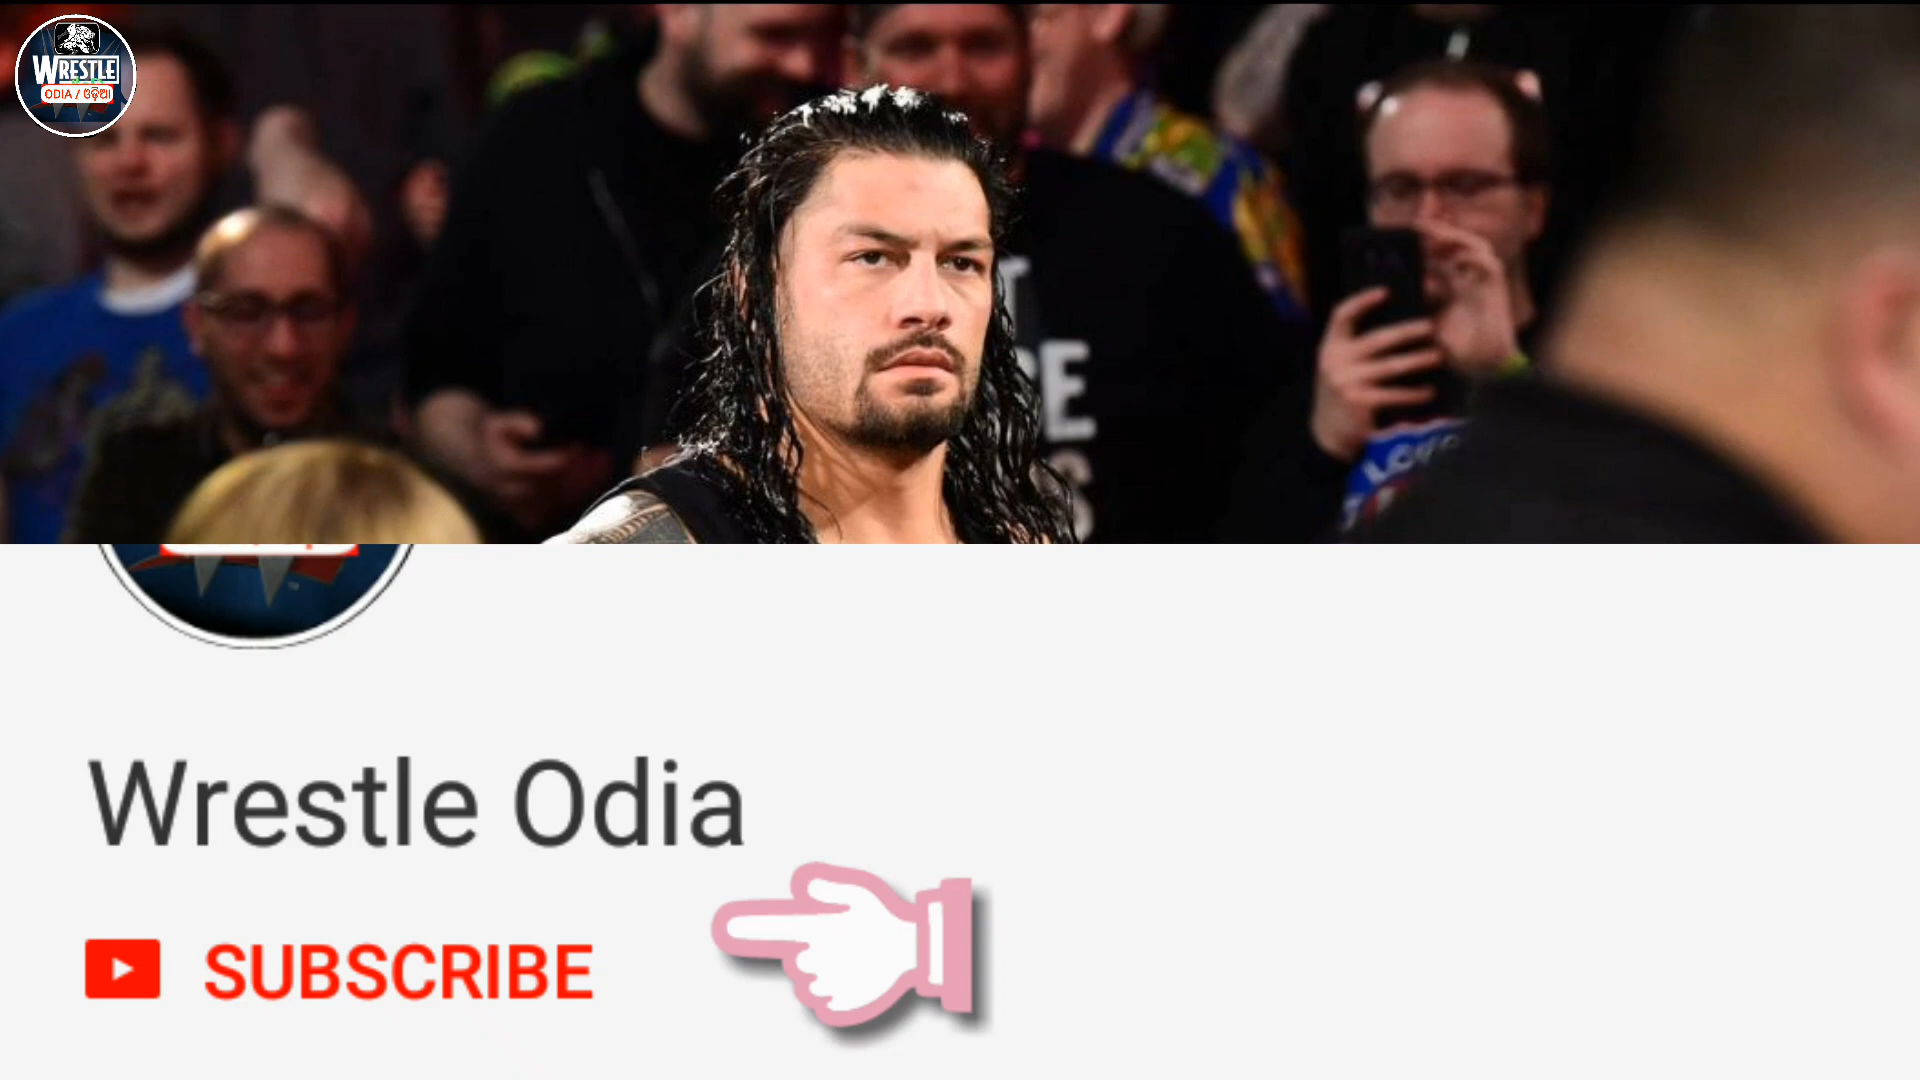 WRESTLE
ODIA / ଓଡ଼ିଆ
Wrestle Odia
SUBSCRIBE